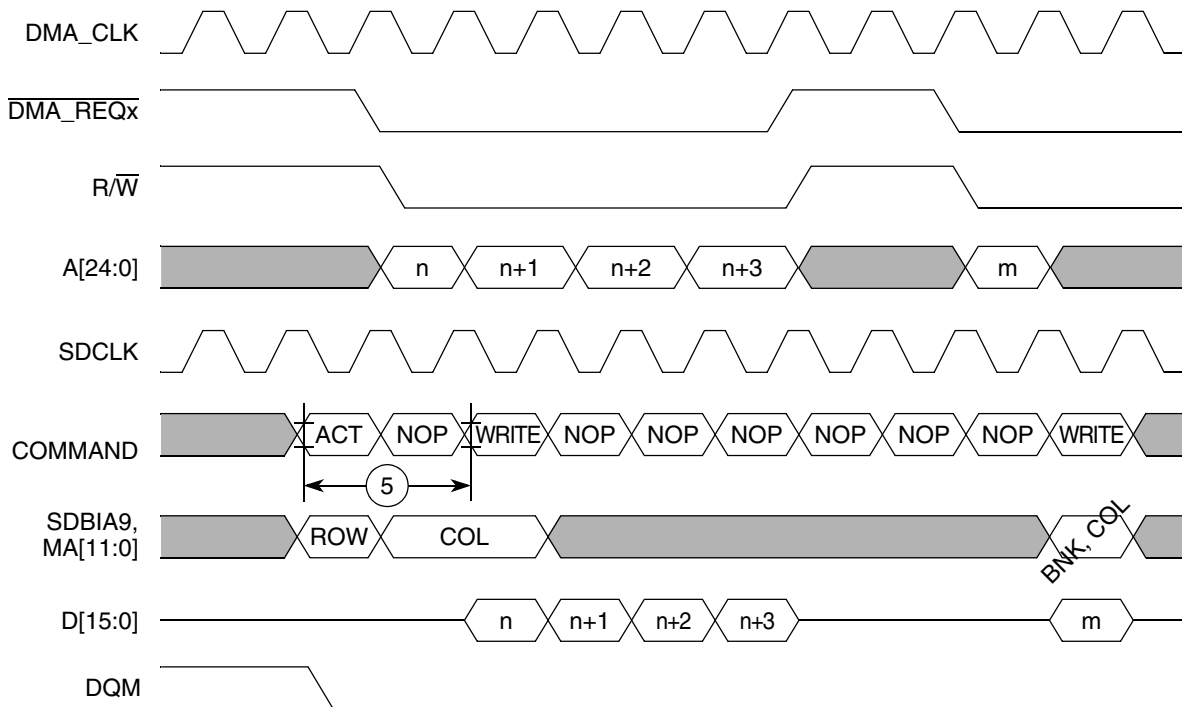 DMA_CLK
DMA_REQx
R/W
A[24:0] n n+1 n+2 n+3 m
SDCLK
COMMAND ACT NOP WRITE NOP NOP NOP NOP NOP NOP WRITE
5
SDBIA9,
MA[11:0] ROW COL BNK, COL
D[15:0] n n+1 n+2 n+3 m
DQM